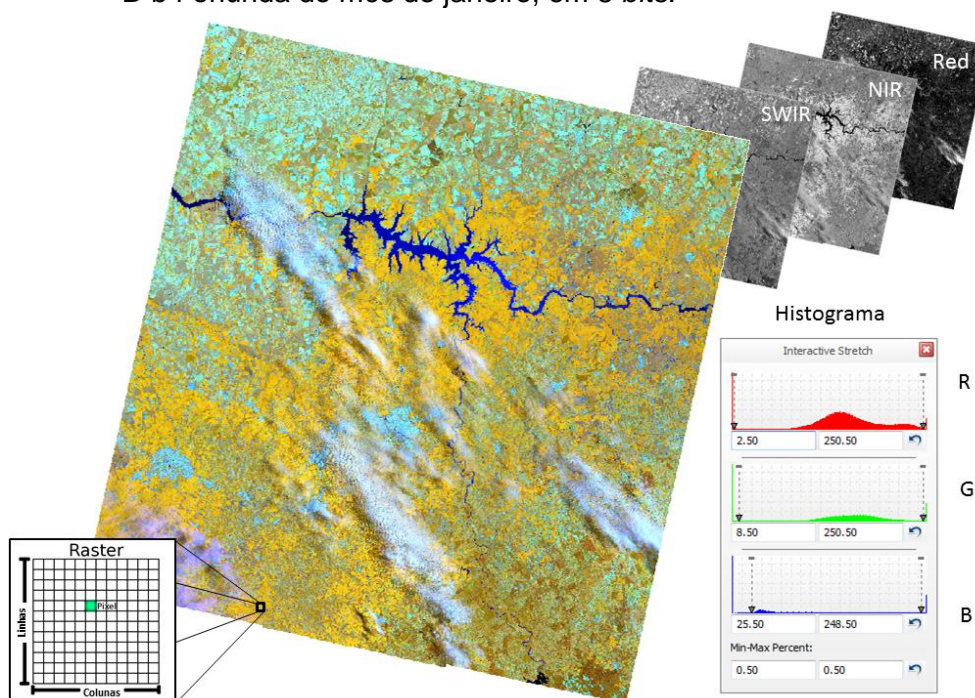 Red
NIR
SWIR
Histograma
Interactive Stretch
R
2.50 250.50
G
8.50 250.50
B
25.50 248.50
Min-Max Percent:
0.50 0.50
Raster
Linhas
Pixel
Colunas